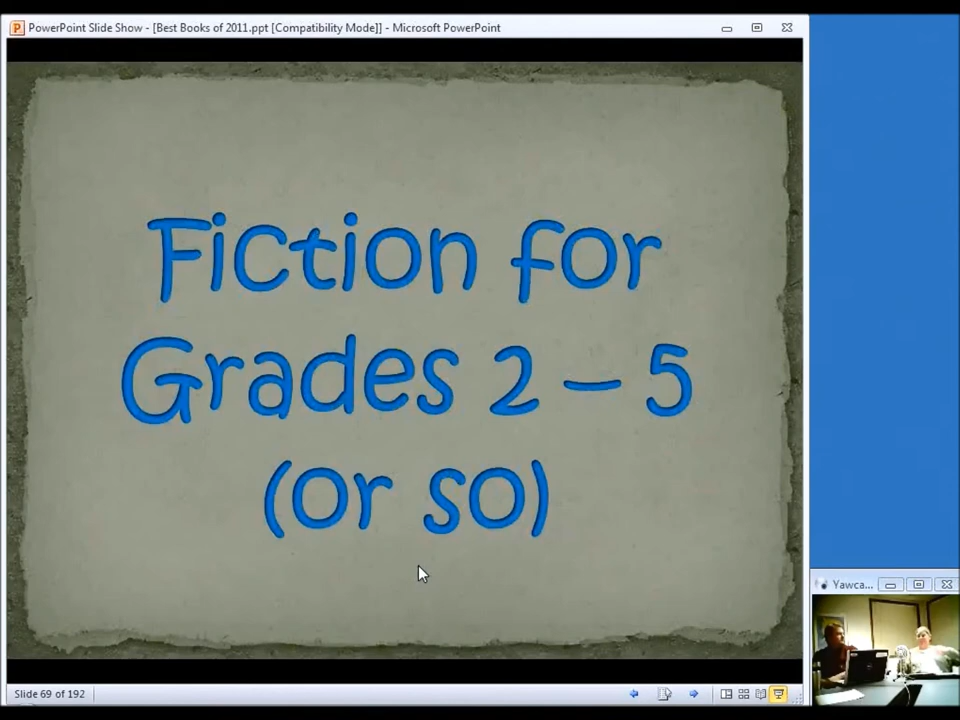 PowerPoint Slide Show - [Best Books of 2011.ppt [Compatibility Mode]] - Microsoft PowerPoint
Fiction for
Grades 2 – 5
(or so)
Yawca...
Slide 69 of 192